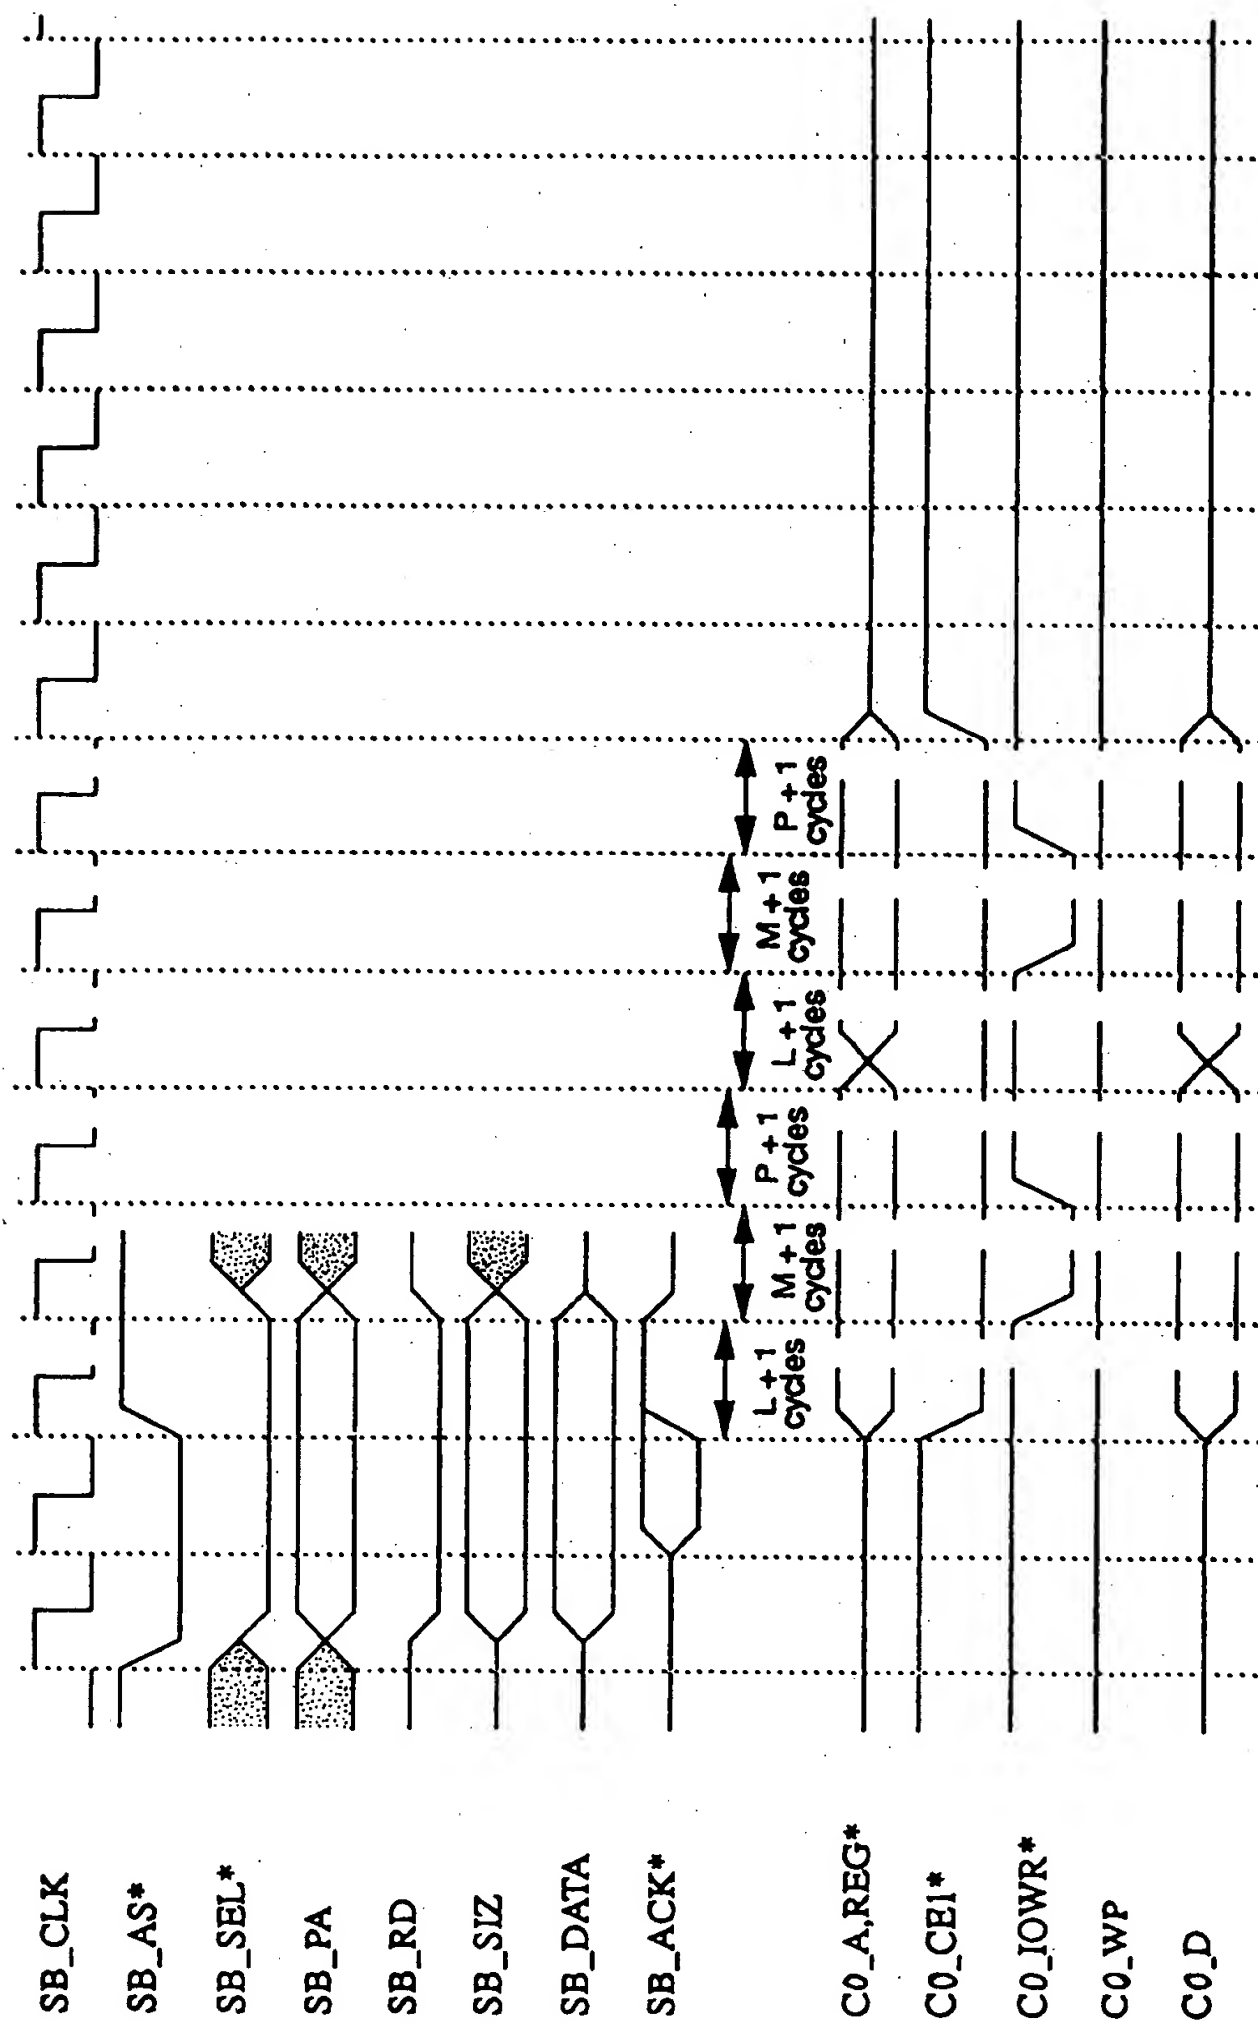 SB_CLK
SB_AS*
SB_SEL*
SB_PA
SB_RD
SB_SIZ
SB_DATA
SB_ACK*
L+1
cycles
M+1
cycles
P+1
cycles
L+1
cycles
M+1
cycles
P+1
cycles
C0_A,REG*
C0_CE1*
C0_IOWR*
C0_WP
C0_D